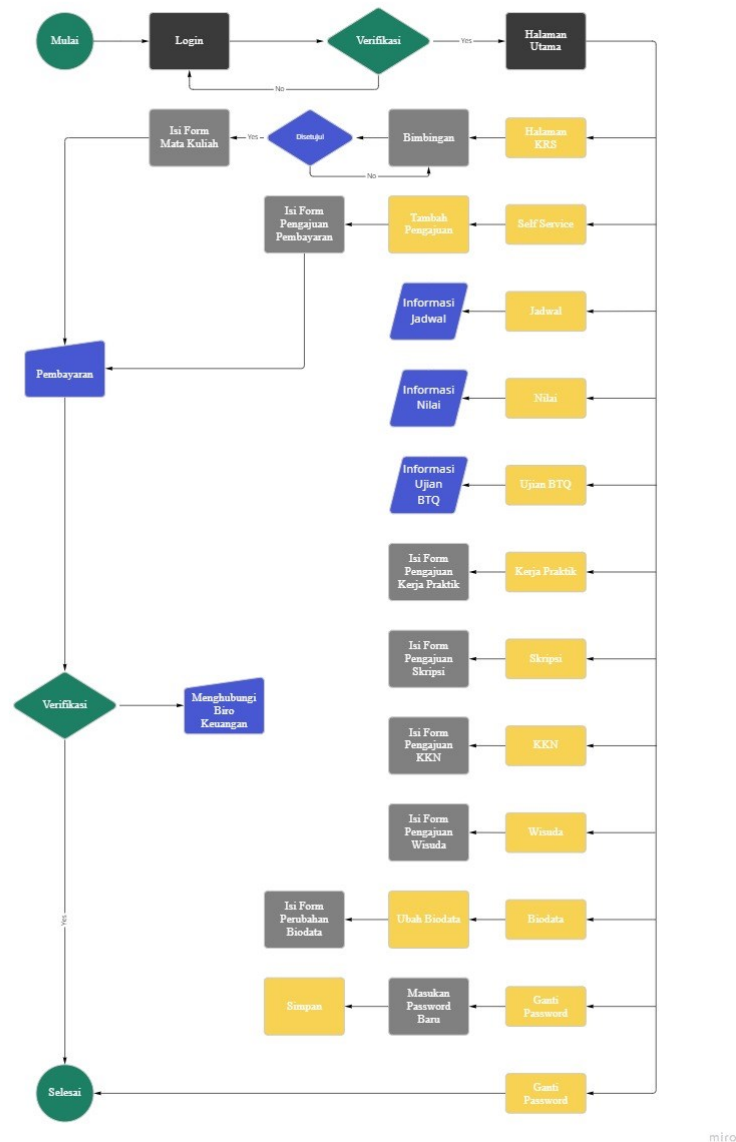 Mulai
Login
Verifikasi
Yes
Halaman
Utama
No
Isi Form
Mata Kuliah
Yes
Disetujui
Bimbingan
Halaman
KRS
No
Isi Form
Pengajuan
Pembayaran
Tambah
Pengajuan
Self Service
Informasi
Jadwal
Jadwal
Pembayaran
Informasi
Nilai
Nilai
Informasi
Ujian
BTQ
Ujian BTQ
Isi Form
Pengajuan
Kerja Praktik
Kerja Praktik
Isi Form
Pengajuan
Skripsi
Skripsi
Verifikasi
Menghubungi
Biro
Keuangan
Isi Form
Pengajuan
KKN
KKN
Isi Form
Pengajuan
Wisuda
Wisuda
Isi Form
Perubahan
Biodata
Ubah Biodata
Biodata
Yes
Simpan
Masukan
Password
Baru
Ganti
Password
Selesai
Ganti
Password
miro